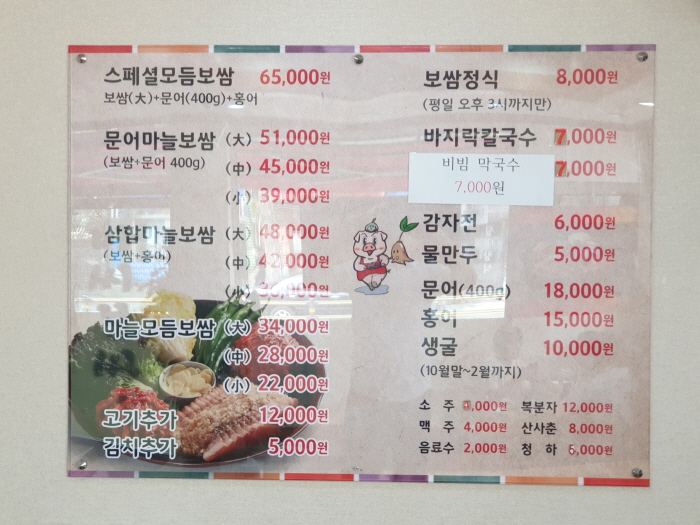 스페셜모듬보쌈 65,000원
보쌈(大)+문어(400g)+홍어
문어마늘보쌈 (大) 51,000원
(보쌈+문어 400g) (中) 45,000원
(小) 39,000원
삼합마늘보쌈 (大) 48,000원
(보쌈+홍어) (中) 42,000원
(小)
마늘모듬보쌈 (大) 34,000원
(中) 28,000원
(小) 22,000원
고기추가 12,000원
김치추가 5,000원
보쌈정식 8,000원
(평일 오후 3시까지만)
바지락칼국수 7,000원
비빔 막국수 7,000원
7,000원
감자전 6,000원
물만두 5,000원
문어(400g) 18,000원
홍어 15,000원
생굴 10,000원
(10월말~2월까지)
소 주 복분자 12,000원
맥 주 4,000원 산사춘 8,000원
음료수 2,000원 청 하